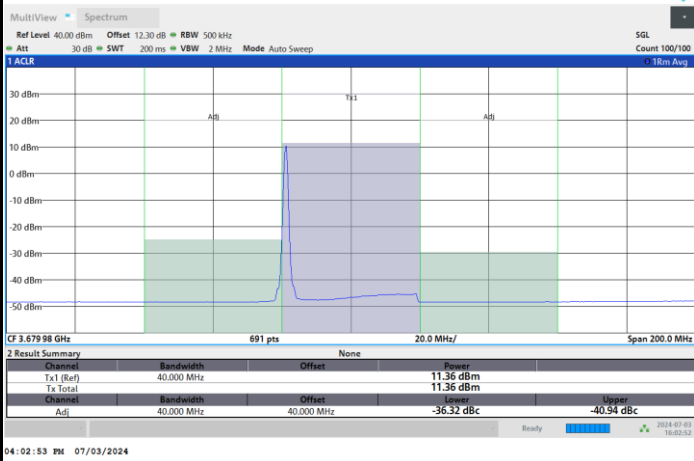 MultiView Spectrum
Ref Level 40.00 dBm Offset 12.30 dB RBW 500 kHz SGL
Att 30 dB SWT 200 ms VBW 2 MHz Mode Auto Sweep Count 100/100
1 ACLR 1Rm Avg
30 dBm
Tx1
20 dBm Adj Adj
10 dBm
0 dBm
-10 dBm
-20 dBm
-30 dBm
-40 dBm
-50 dBm
CF 3.67998 GHz 691 pts 20.0 MHz/ Span 200.0 MHz
2 Result Summary None
Channel Bandwidth Offset Power
Tx1 (Ref) 40.000 MHz 11.36 dBm
Tx Total 11.36 dBm
Channel Bandwidth Offset Lower Upper
Adj 40.000 MHz 40.000 MHz -36.32 dBc -40.94 dBc
Ready 2024-07-03
16:02:52
04:02:53 PM 07/03/2024